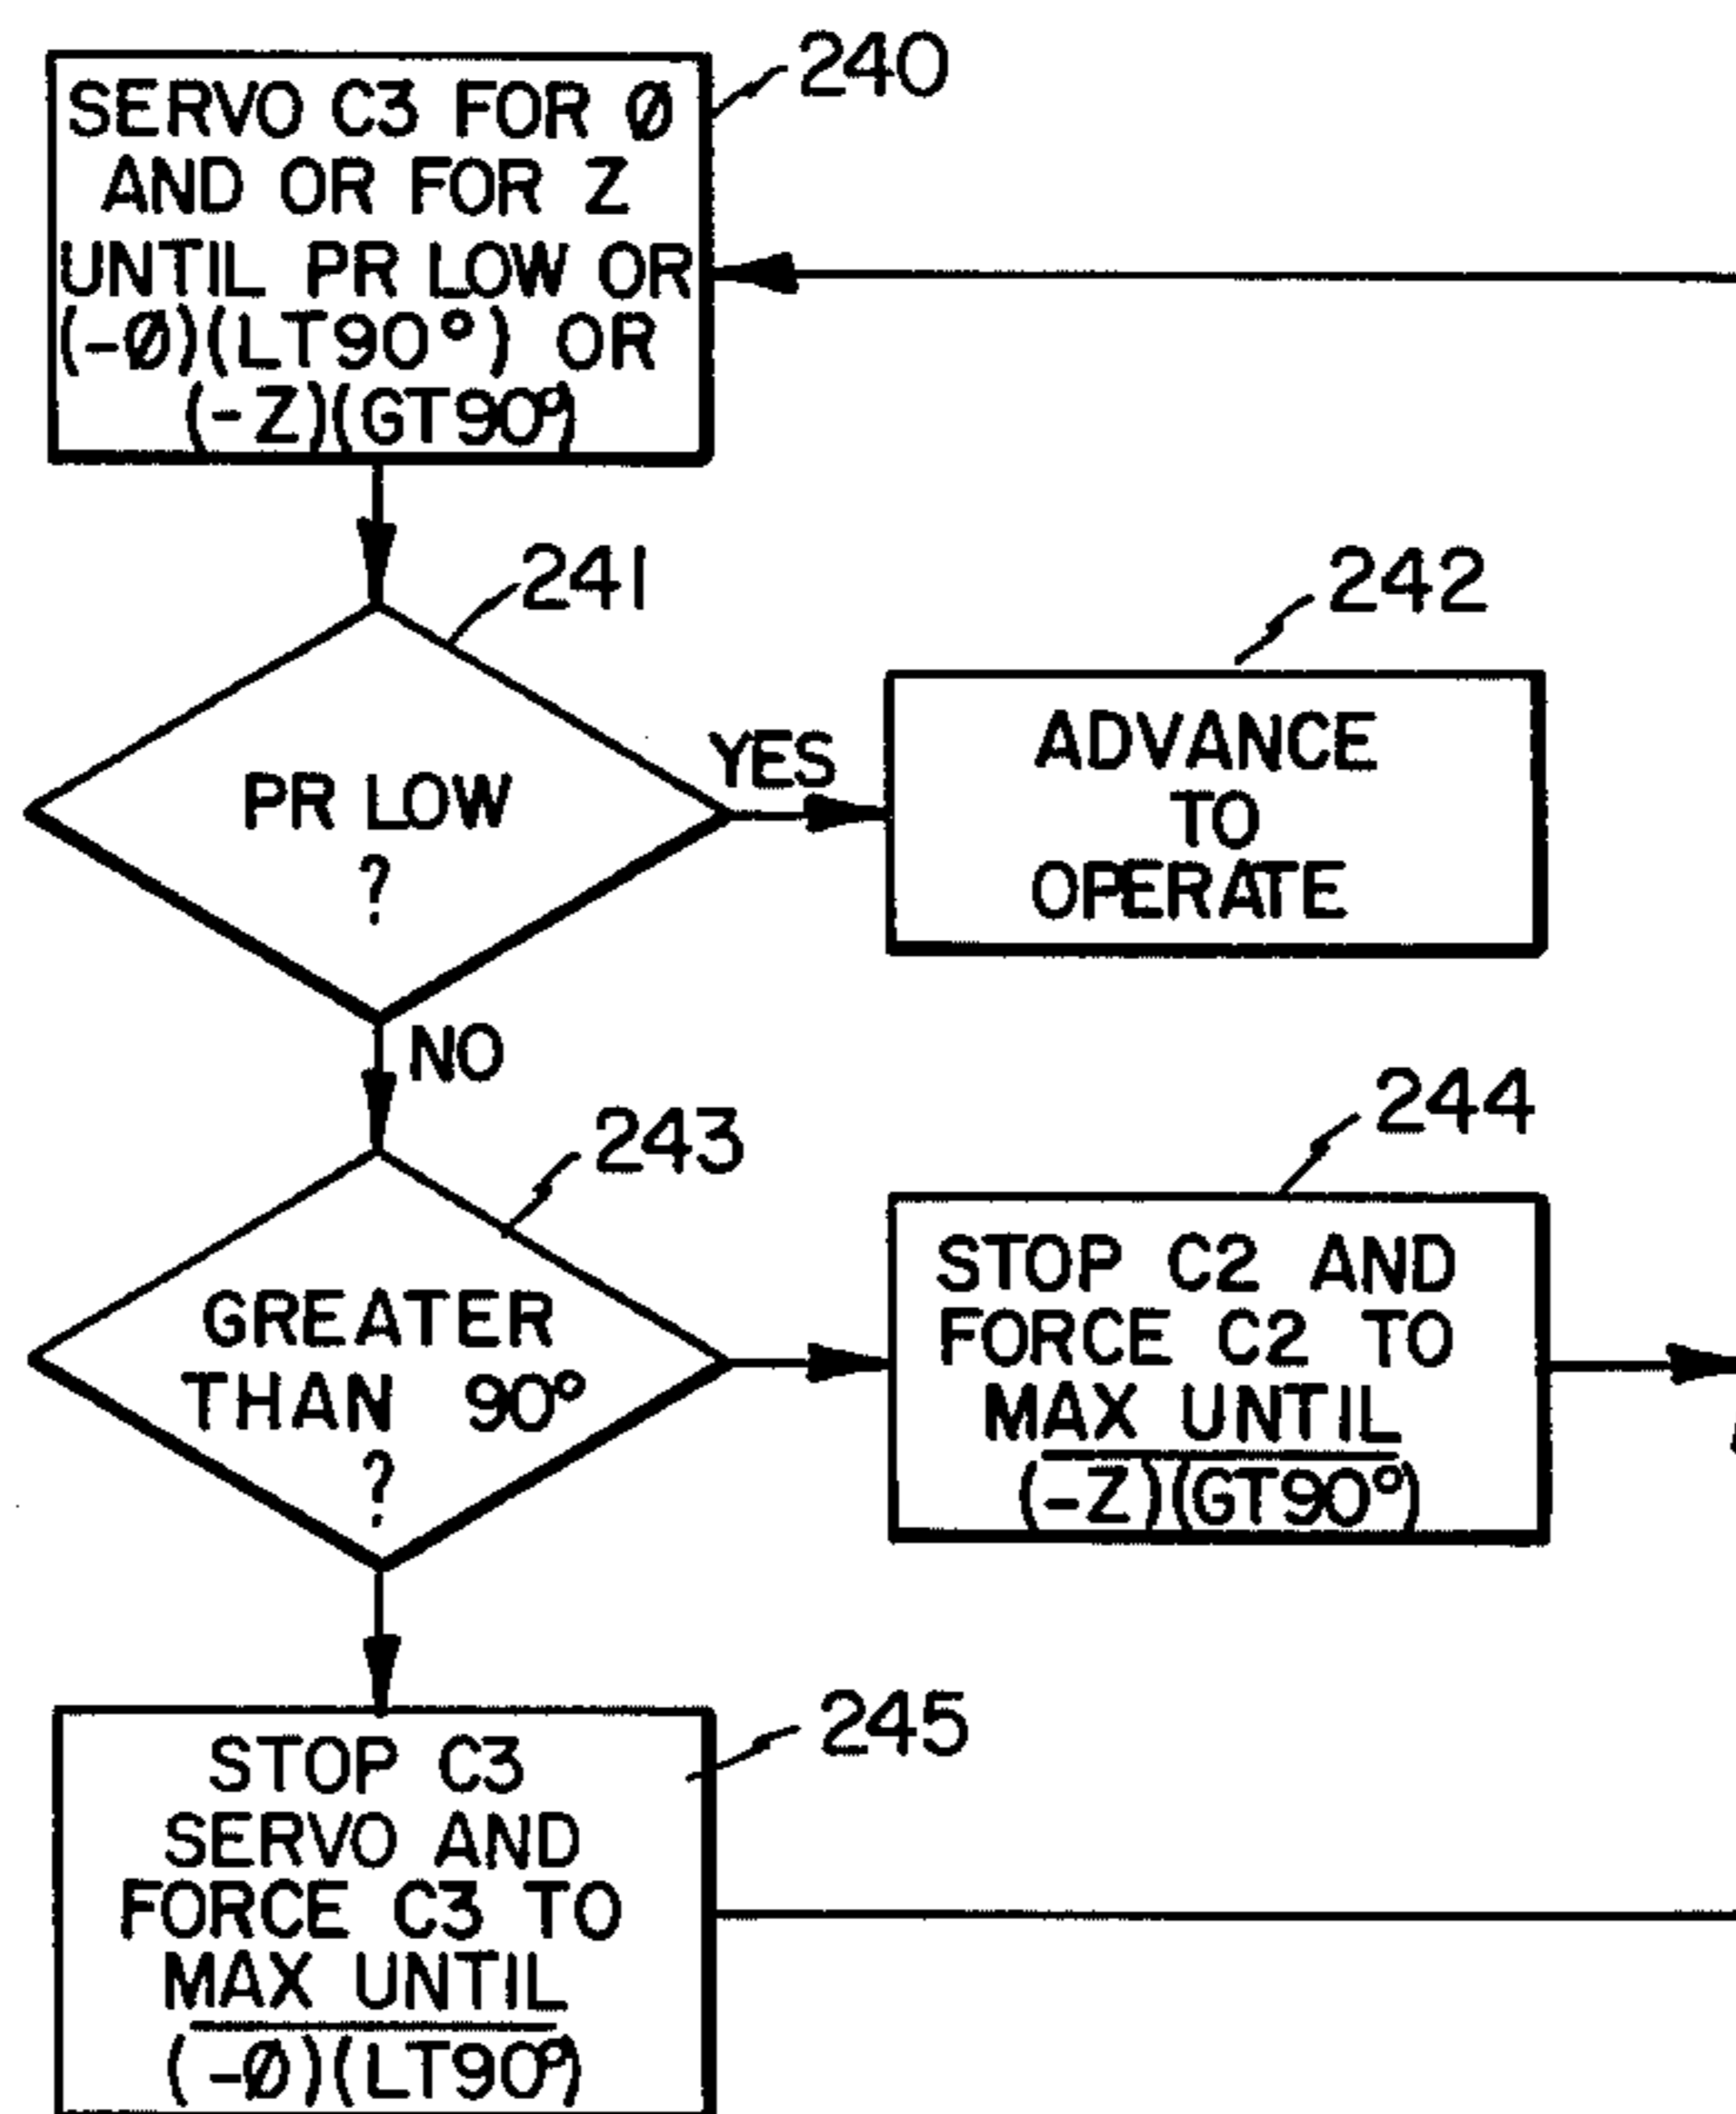 240
SERVO C3 FOR Ø
AND OR FOR Z
UNTIL PR LOW OR
(-Ø)(LT90°) OR
(-Z)(GT90°)
241
PR LOW
?
YES
242
ADVANCE
TO
OPERATE
NO
243
GREATER
THAN 90°
?
244
STOP C2 AND
FORCE C2 TO
MAX UNTIL
(-Z)(GT90°)
245
STOP C3
SERVO AND
FORCE C3 TO
MAX UNTIL
(-Ø)(LT90°)